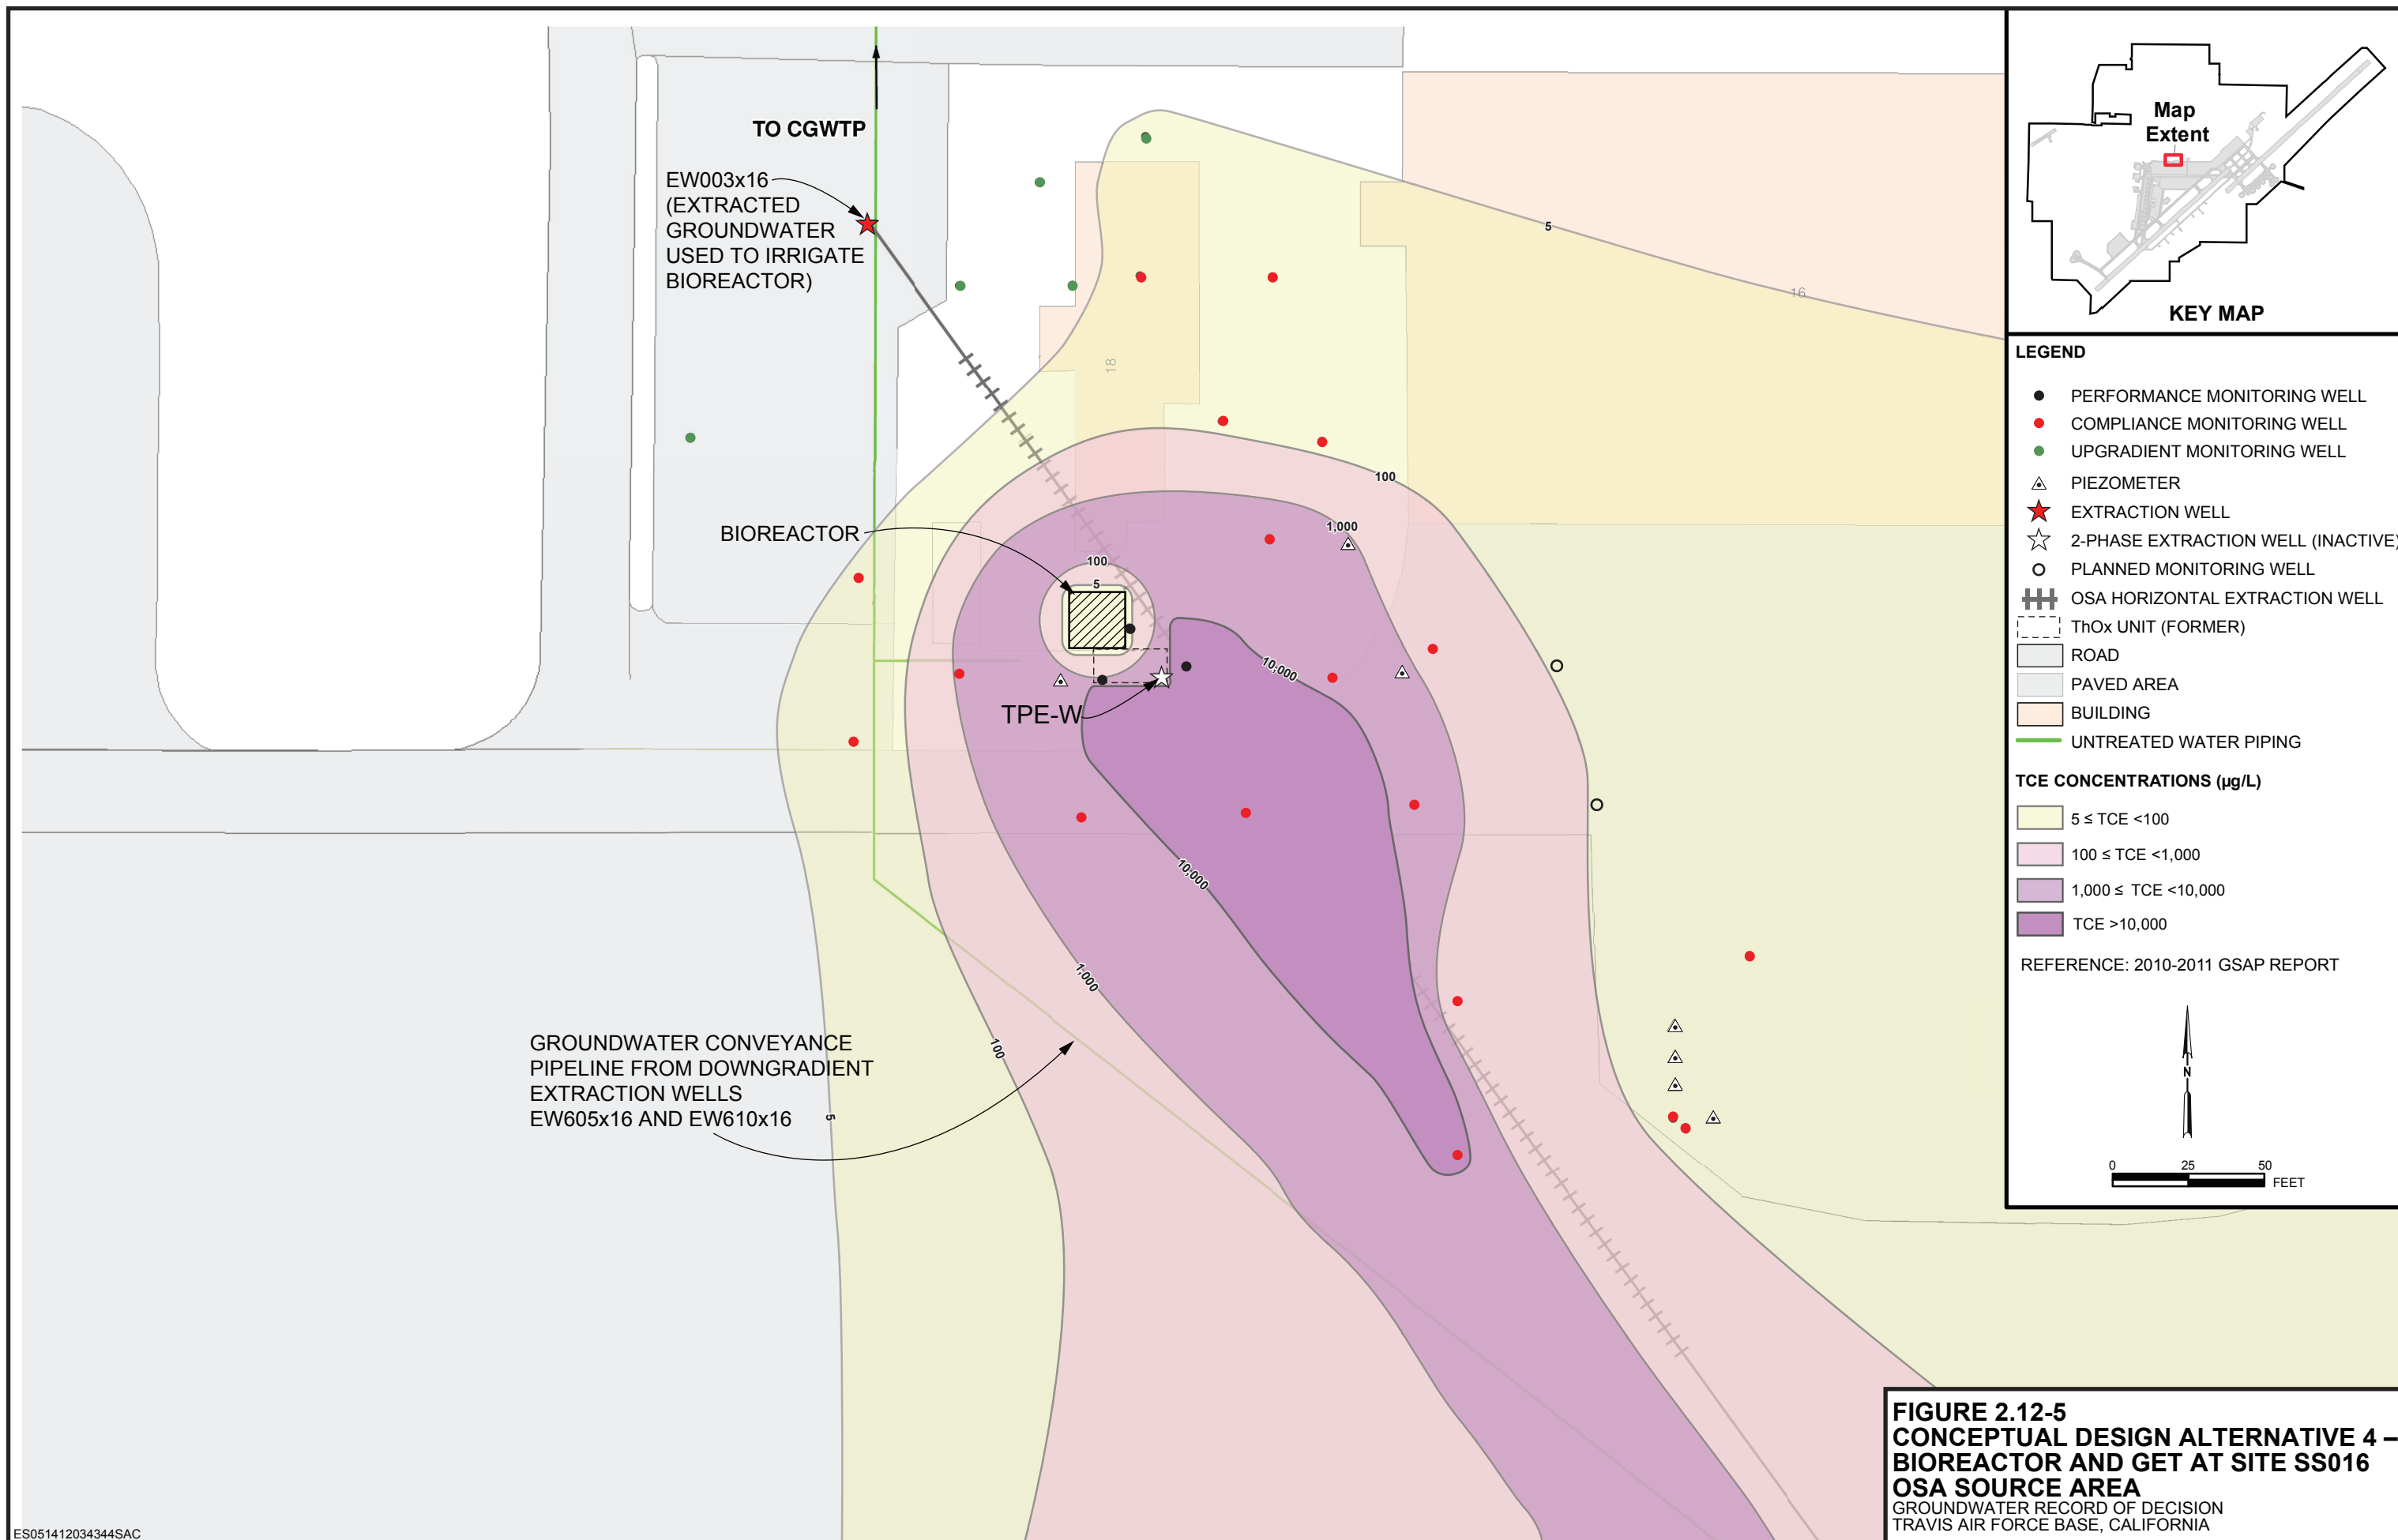 TO CGWTP
EW003x16
(EXTRACTED
GROUNDWATER
USED TO IRRIGATE
BIOREACTOR)
5
16
18
100
BIOREACTOR
1,000
100
5
10,000
TPE-W
10,000
1,000
100
GROUNDWATER CONVEYANCE
PIPELINE FROM DOWNGRADIENT
EXTRACTION WELLS
EW605x16 AND EW610x16
5
Map
Extent
KEY MAP
LEGEND
PERFORMANCE MONITORING WELL
COMPLIANCE MONITORING WELL
UPGRADIENT MONITORING WELL
PIEZOMETER
EXTRACTION WELL
2-PHASE EXTRACTION WELL (INACTIVE)
PLANNED MONITORING WELL
OSA HORIZONTAL EXTRACTION WELL
ThOx UNIT (FORMER)
ROAD
PAVED AREA
BUILDING
UNTREATED WATER PIPING
TCE CONCENTRATIONS (µg/L)
5 ≤ TCE <100
100 ≤ TCE <1,000
1,000 ≤ TCE <10,000
TCE >10,000
REFERENCE: 2010-2011 GSAP REPORT
N
0 25 50
FEET
FIGURE 2.12-5
CONCEPTUAL DESIGN ALTERNATIVE 4 –
BIOREACTOR AND GET AT SITE SS016
OSA SOURCE AREA
GROUNDWATER RECORD OF DECISION
TRAVIS AIR FORCE BASE, CALIFORNIA
ES051412034344SAC